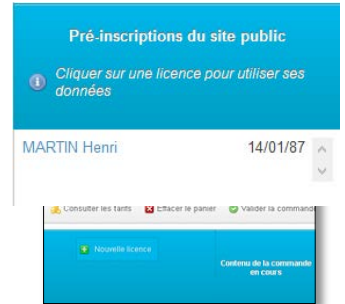 Pré-inscriptions du site public
Cliquer sur une licence pour utiliser ses
données
MARTIN Henri 14/01/87
Consulter les tarifs Effacer le panier Valider la commande
Nouvelle licence
Contenu de la commande
en cours